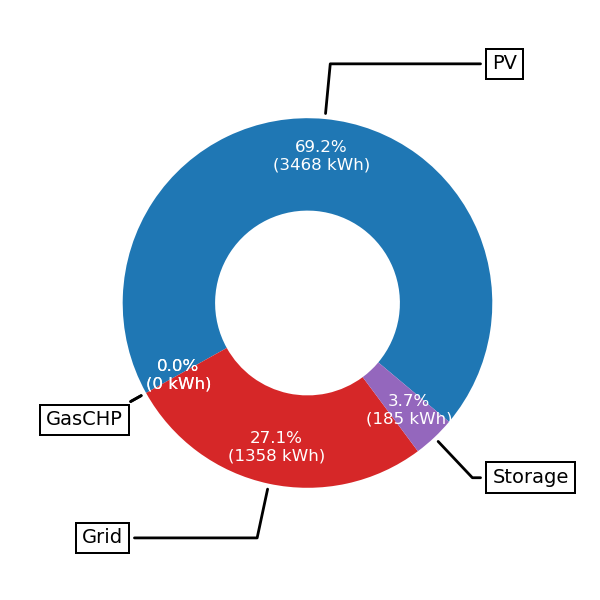 PV
69.2%
(3468 kWh)
0.0%
(0 kWh)
GasCHP
3.7%
(185 kWh)
27.1%
(1358 kWh)
Storage
Grid